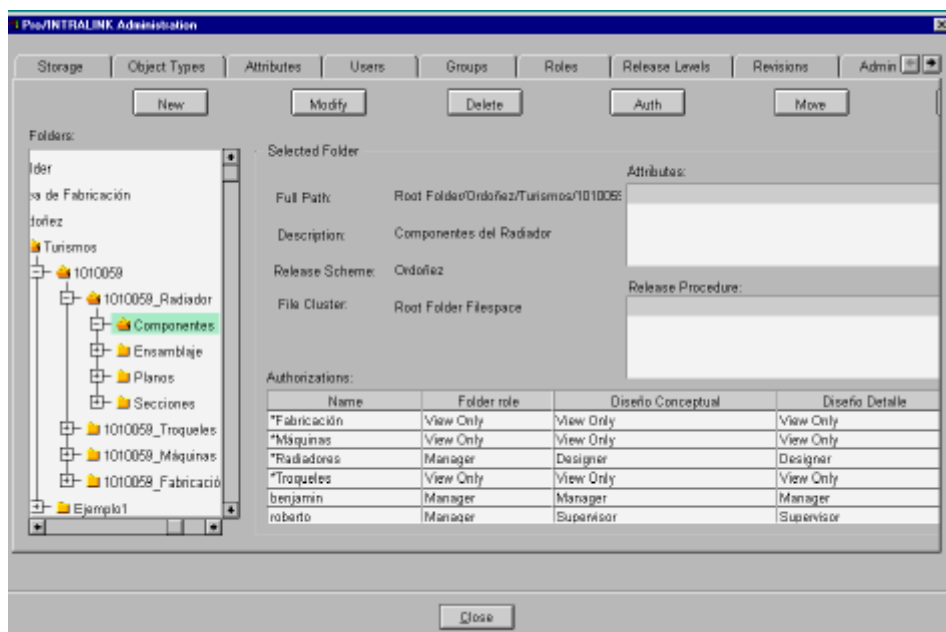 Pro/INTRALINK Administration
Storage Object Types Attributes Users Groups Roles Release Levels Revisions Admin
New Modify Delete Auth Move
Folders:
lder
va de Fabricación
doñez
Turismos
1010059
1010059_Radiador
Componentes
Ensamblaje
Planos
Secciones
1010059_Troqueles
1010059_Máquinas
1010059_Fabricació
Ejemplo1
Selected Folder
Full Path: Root Folder/Ordoñez/Turismos/1010059
Description: Componentes del Radiador
Release Scheme: Ordoñez
File Cluster: Root Folder Filespace
Attributes:
Release Procedure:
Authorizations:
Name Folder role Diseño Conceptual Diseño Detalle
*Fabricación View Only View Only View Only
*Máquinas View Only View Only View Only
*Radiadores Manager Designer Designer
*Troqueles View Only View Only View Only
benjamin Manager Manager Manager
roberto Manager Supervisor Supervisor
Close